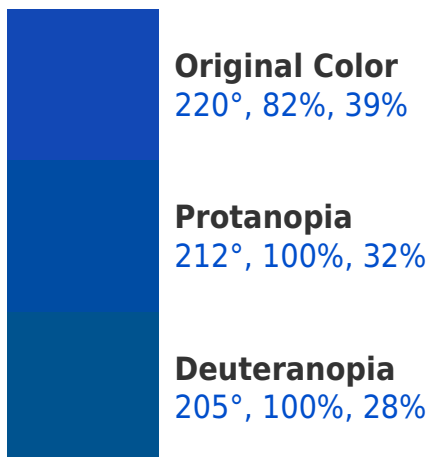 Original Color
220°, 82%, 39%
Protanopia
212°, 100%, 32%
Deuteranopia
205°, 100%, 28%